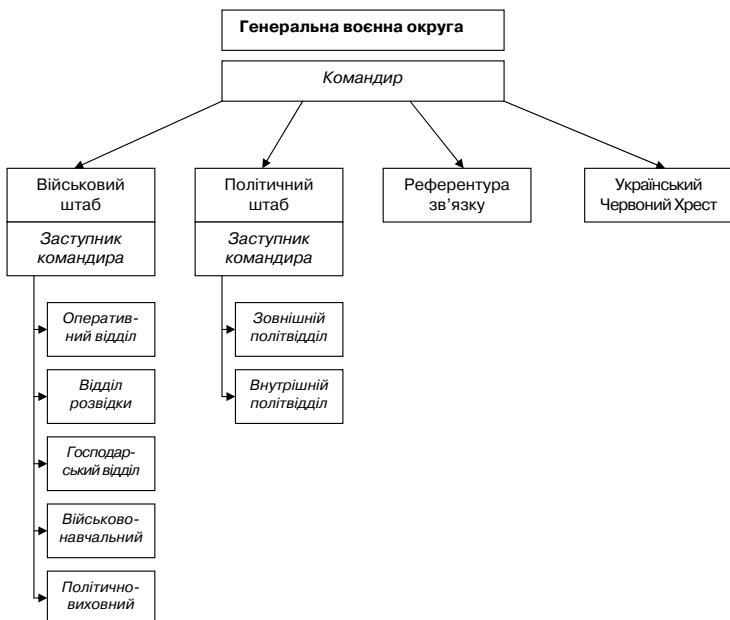 Генеральна воєнна округа
Командир
Військовий
штаб
Заступник
командира
Політичний
штаб
Заступник
командира
Референтура
зв’язку
Український
Червоний Хрест
Оператив-
ний відділ
Відділ
розвідки
Господар-
ський відділ
Військово-
навчальний
Політично-
виховний
Зовнішній
політвідділ
Внутрішній
політвідділ